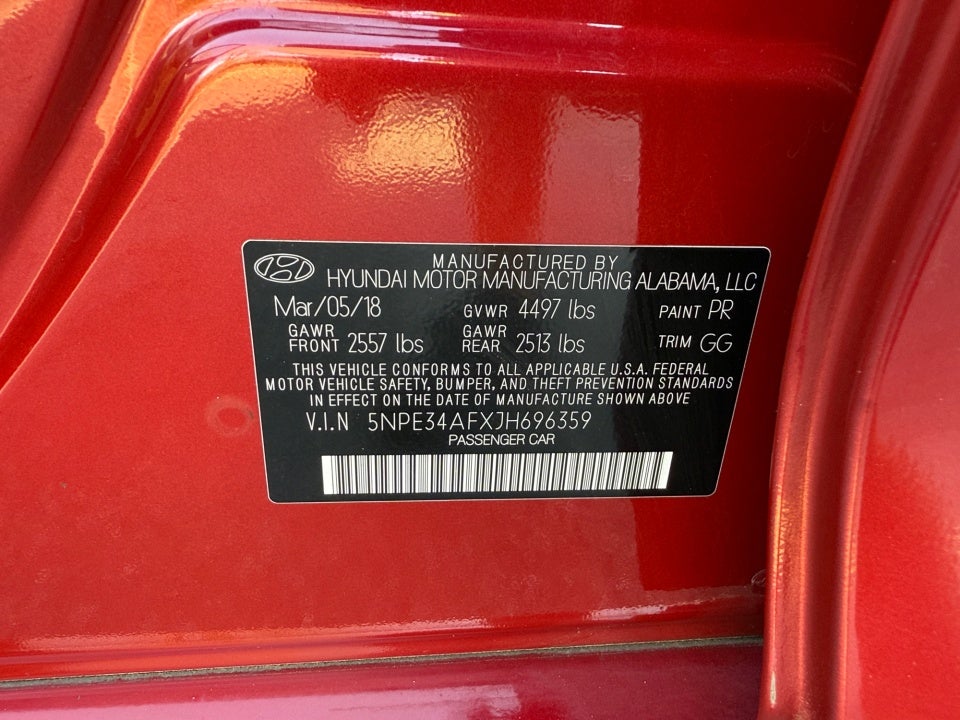 MANUFACTURED BY
HYUNDAI MOTOR MANUFACTURING ALABAMA, LLC
Mar/05/18 GVWR 4497 lbs PAINT PR
GAWR FRONT 2557 lbs GAWR REAR 2513 lbs TRIM GG
THIS VEHICLE CONFORMS TO ALL APPLICABLE U.S.A. FEDERAL
MOTOR VEHICLE SAFETY, BUMPER, AND THEFT PREVENTION STANDARDS
IN EFFECT ON THE DATE OF MANUFACTURE SHOWN ABOVE
V.I.N 5NPE34AFXJH696359
PASSENGER CAR